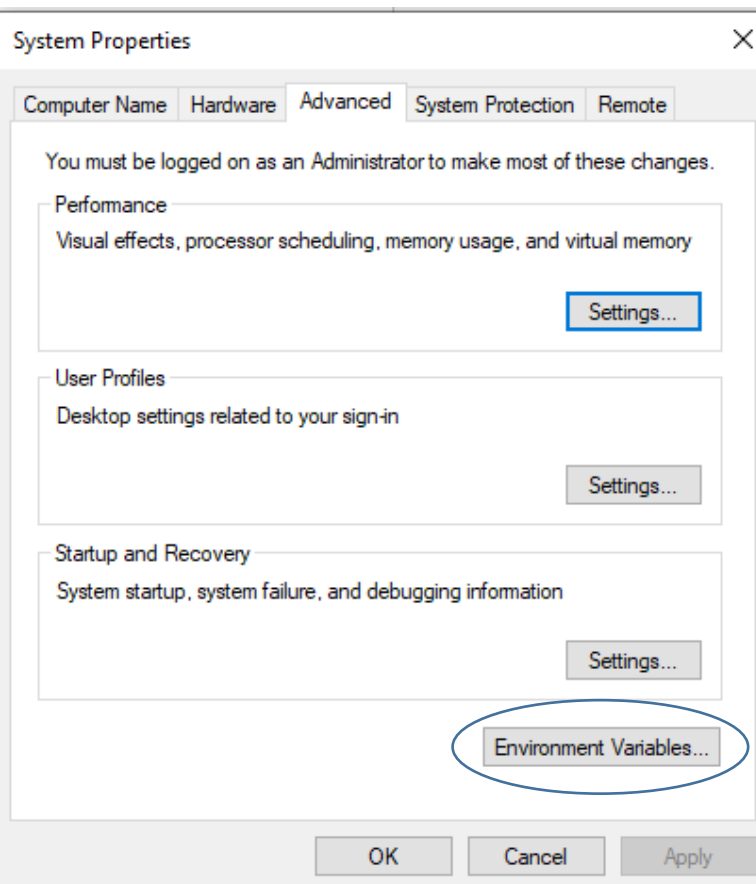 System Properties
Computer Name Hardware Advanced System Protection Remote
You must be logged on as an Administrator to make most of these changes.
Performance
Visual effects, processor scheduling, memory usage, and virtual memory
Settings...
User Profiles
Desktop settings related to your sign-in
Settings...
Startup and Recovery
System startup, system failure, and debugging information
Settings...
Environment Variables...
OK Cancel Apply